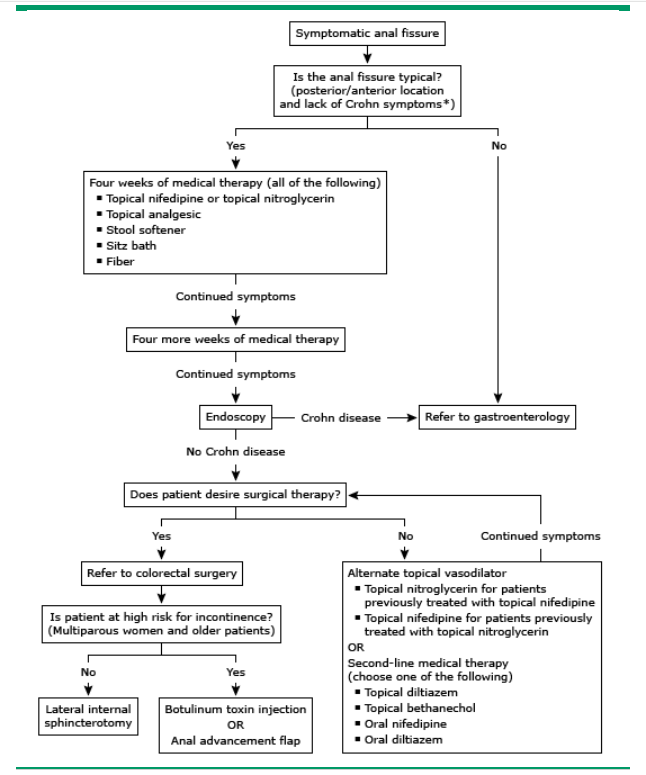 Symptomatic anal fissure
Is the anal fissure typical?
(posterior/anterior location
and lack of Crohn symptoms*)
Yes
No
Four weeks of medical therapy (all of the following)
▪ Topical nifedipine or topical nitroglycerin
▪ Topical analgesic
▪ Stool softener
▪ Sitz bath
▪ Fiber
Continued symptoms
Four more weeks of medical therapy
Continued symptoms
Endoscopy
Crohn disease
Refer to gastroenterology
No Crohn disease
Does patient desire surgical therapy?
Yes
No
Continued symptoms
Refer to colorectal surgery
Is patient at high risk for incontinence?
(Multiparous women and older patients)
No
Yes
Lateral internal
sphincterotomy
Botulinum toxin injection
OR
Anal advancement flap
Alternate topical vasodilator
▪ Topical nitroglycerin for patients
previously treated with topical nifedipine
▪ Topical nifedipine for patients previously
treated with topical nitroglycerin
OR
Second-line medical therapy
(choose one of the following)
▪ Topical diltiazem
▪ Topical bethanechol
▪ Oral nifedipine
▪ Oral diltiazem